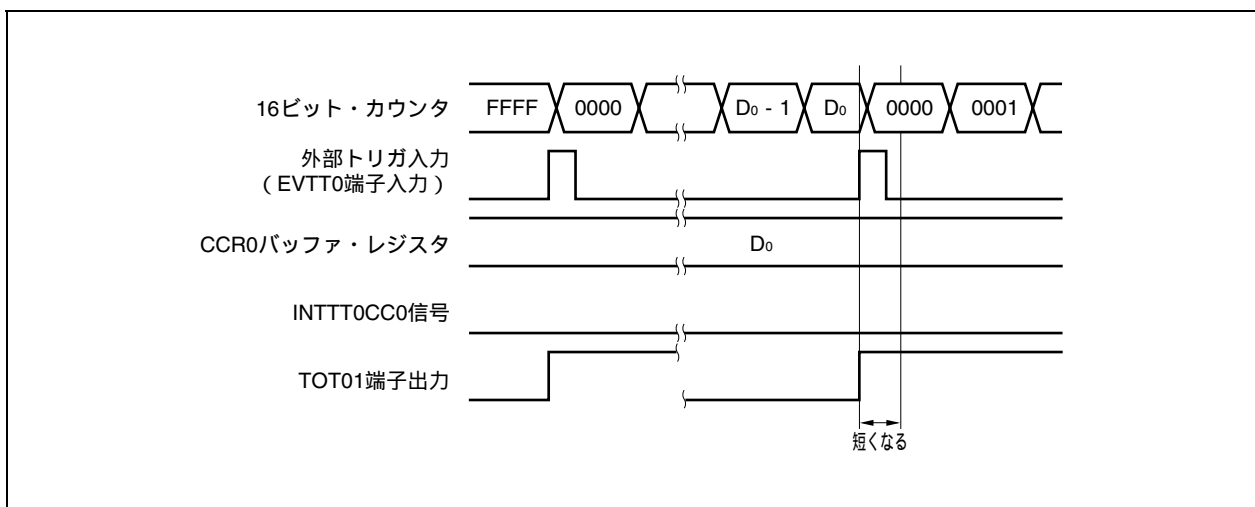 16ビット・カウンタ FFFF 0000 D0 - 1 D0 0000 0001
外部トリガ入力
(EVTT0端子入力)
CCR0バッファ・レジスタ D0
INTTT0CC0信号
TOT01端子出力
短くなる